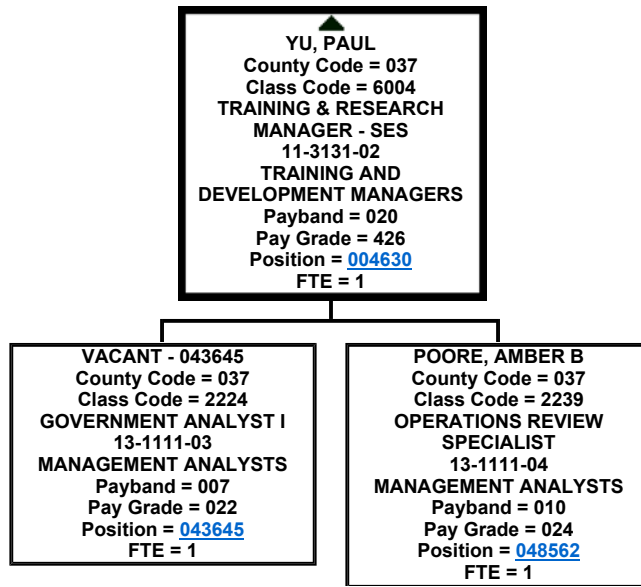 YU, PAUL
County Code = 037
Class Code = 6004
TRAINING & RESEARCH
MANAGER - SES
11-3131-02
TRAINING AND
DEVELOPMENT MANAGERS
Payband = 020
Pay Grade = 426
Position = 004630
FTE = 1
VACANT - 043645
County Code = 037
Class Code = 2224
GOVERNMENT ANALYST I
13-1111-03
MANAGEMENT ANALYSTS
Payband = 007
Pay Grade = 022
Position = 043645
FTE = 1
POORE, AMBER B
County Code = 037
Class Code = 2239
OPERATIONS REVIEW
SPECIALIST
13-1111-04
MANAGEMENT ANALYSTS
Payband = 010
Pay Grade = 024
Position = 048562
FTE = 1